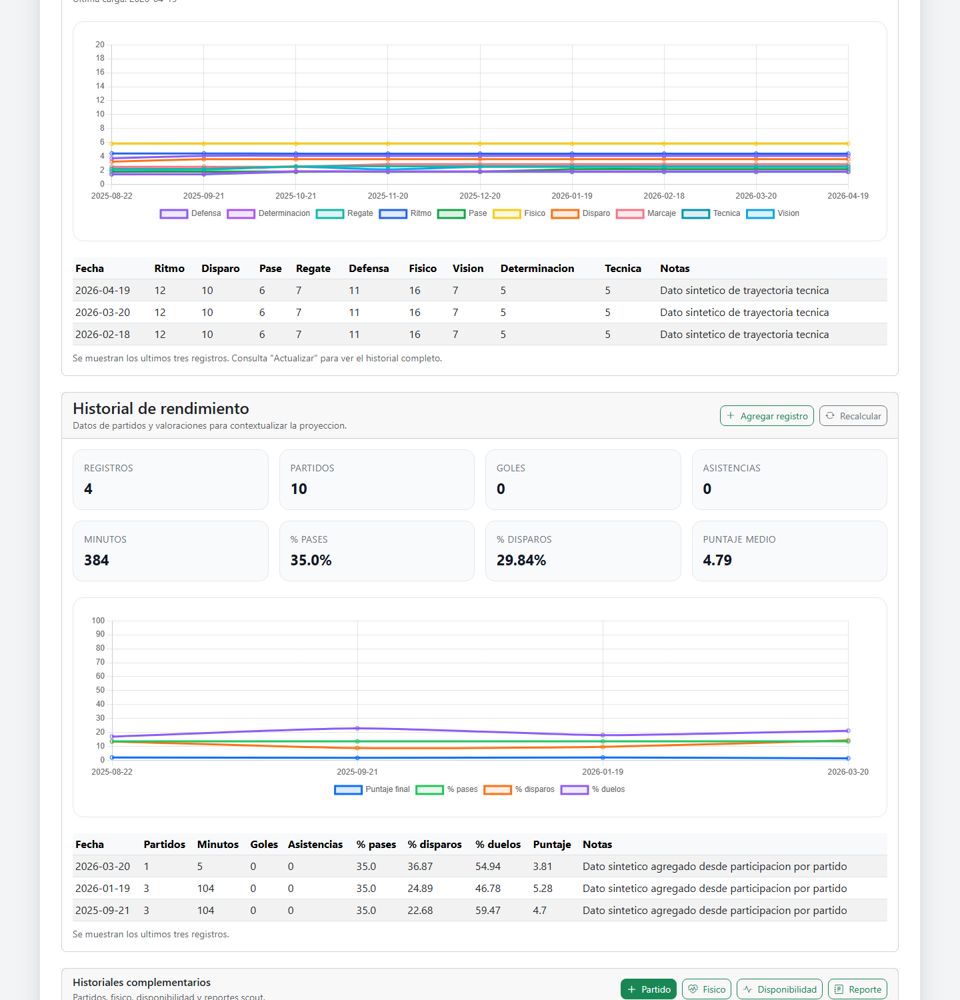 Ultima carga: 2026-04-19
20
18
16
14
12
10
8
6
4
2
0
2025-08-22 2025-09-21 2025-10-21 2025-11-20 2025-12-20 2026-01-19 2026-02-18 2026-03-20 2026-04-19
Defensa Determinacion Regate Ritmo Pase Fisico Disparo Marcaje Tecnica Vision
Fecha Ritmo Disparo Pase Regate Defensa Fisico Vision Determinacion Tecnica Notas
2026-04-19 12 10 6 7 11 16 7 5 5 Dato sintetico de trayectoria tecnica
2026-03-20 12 10 6 7 11 16 7 5 5 Dato sintetico de trayectoria tecnica
2026-02-18 12 10 6 7 11 16 7 5 5 Dato sintetico de trayectoria tecnica
Se muestran los ultimos tres registros. Consulta "Actualizar" para ver el historial completo.
Historial de rendimiento
Datos de partidos y valoraciones para contextualizar la proyeccion.
Agregar registro Recalcular
REGISTROS PARTIDOS GOLES ASISTENCIAS
4 10 0 0
MINUTOS % PASES % DISPAROS PUNTAJE MEDIO
384 35.0% 29.84% 4.79
100
90
80
70
60
50
40
30
20
10
0
2025-08-22 2025-09-21 2026-01-19 2026-03-20
Puntaje final % pases % disparos % duelos
Fecha Partidos Minutos Goles Asistencias % pases % disparos % duelos Puntaje Notas
2026-03-20 1 5 0 0 35.0 36.87 54.94 3.81 Dato sintetico agregado desde participacion por partido
2026-01-19 3 104 0 0 35.0 24.89 46.78 5.28 Dato sintetico agregado desde participacion por partido
2025-09-21 3 104 0 0 35.0 22.68 59.47 4.7 Dato sintetico agregado desde participacion por partido
Se muestran los ultimos tres registros.
Historiales complementarios
Partidos, fisico, disponibilidad y reportes scout.
Partido Fisico Disponibilidad Reporte